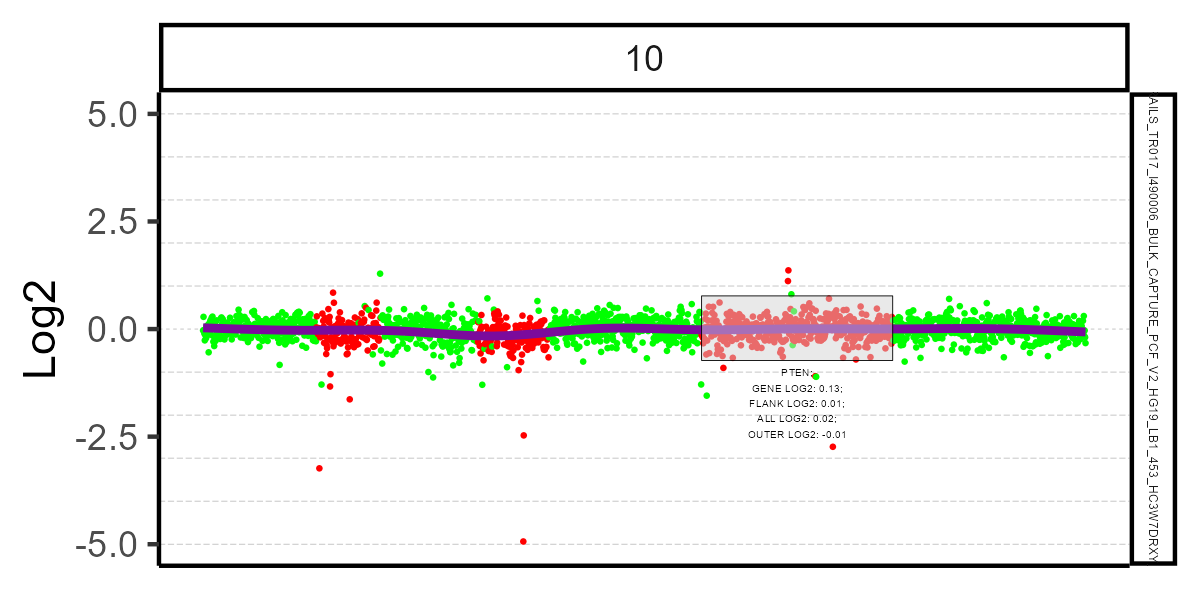 10
5.0
2.5
0.0
-2.5
-5.0
Log2
PTEN:
GENE LOG2: 0.13;
FLANK LOG2: 0.01;
ALL LOG2: 0.02;
OUTER LOG2: -0.01
AILS_TR017_I490006_BULK_CAPTURE_PCF_V2_HG19_LB1_453_HC3W7DRXY